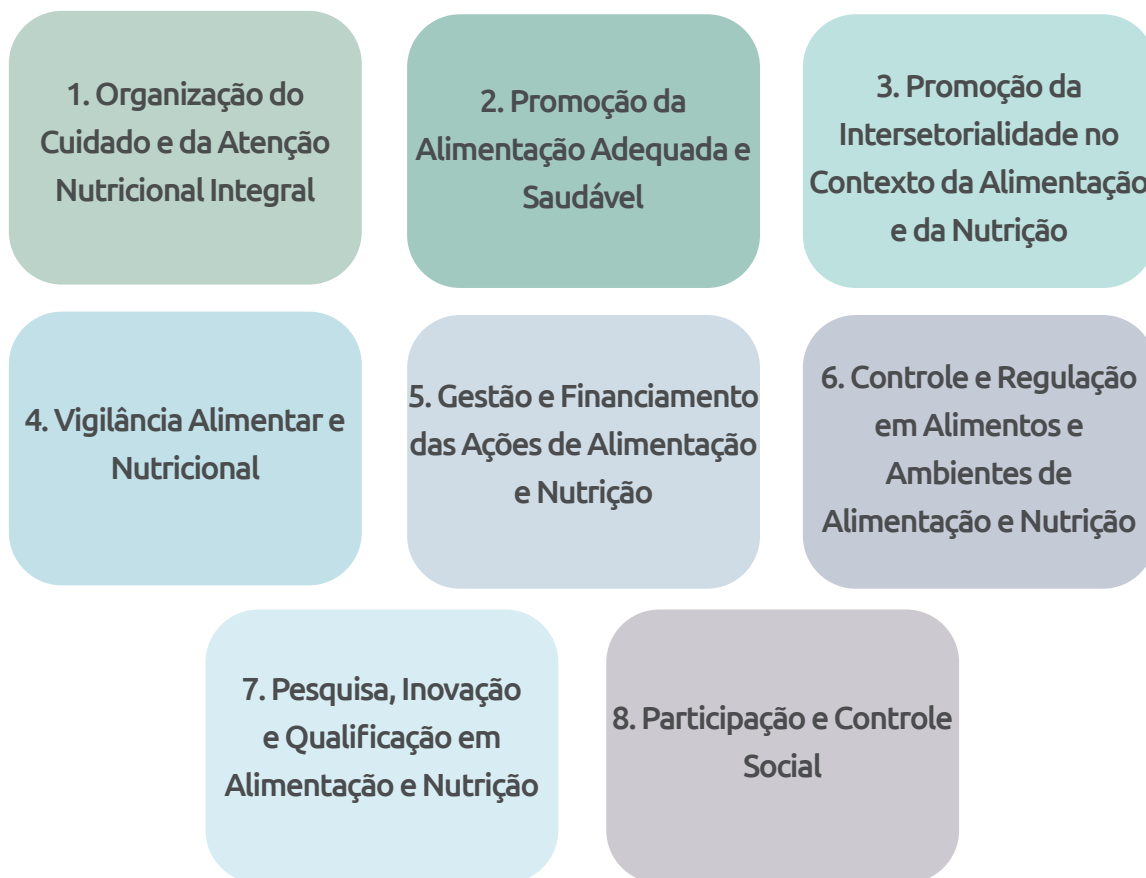 1. Organização do
Cuidado e da Atenção
Nutricional Integral
2. Promoção da
Alimentação Adequada e
Saudável
3. Promoção da
Intersetorialidade no
Contexto da Alimentação
e da Nutrição
4. Vigilância Alimentar e
Nutricional
5. Gestão e Financiamento
das Ações de Alimentação
e Nutrição
6. Controle e Regulação
em Alimentos e
Ambientes de
Alimentação e Nutrição
7. Pesquisa, Inovação
e Qualificação em
Alimentação e Nutrição
8. Participação e Controle
Social